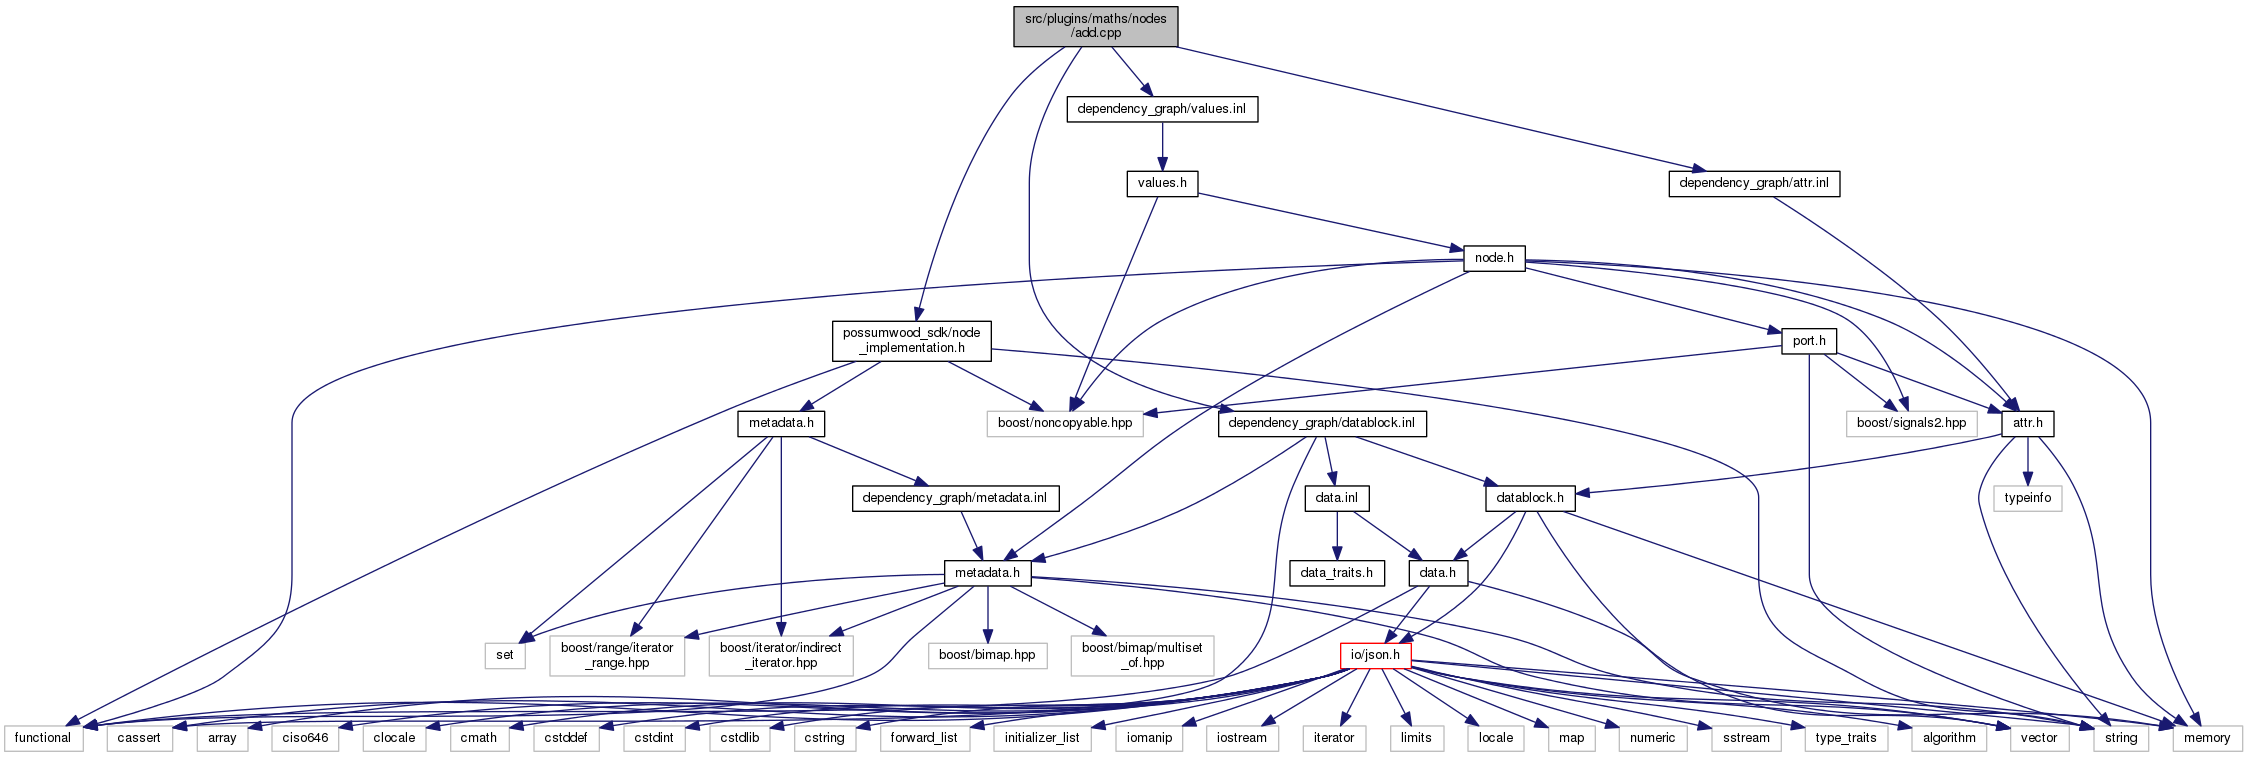 src/plugins/maths/nodes
/add.cpp
dependency_graph/values.inl
values.h
dependency_graph/attr.inl
node.h
possumwood_sdk/node
_implementation.h
port.h
metadata.h
boost/noncopyable.hpp
dependency_graph/datablock.inl
boost/signals2.hpp
attr.h
dependency_graph/metadata.inl
data.inl
datablock.h
typeinfo
metadata.h
data_traits.h
data.h
set
boost/range/iterator
_range.hpp
boost/iterator/indirect
_iterator.hpp
boost/bimap.hpp
boost/bimap/multiset
_of.hpp
io/json.h
functional
cassert
array
ciso646
clocale
cmath
cstddef
cstdint
cstdlib
cstring
forward_list
initializer_list
iomanip
iostream
iterator
limits
locale
map
numeric
sstream
type_traits
algorithm
vector
string
memory